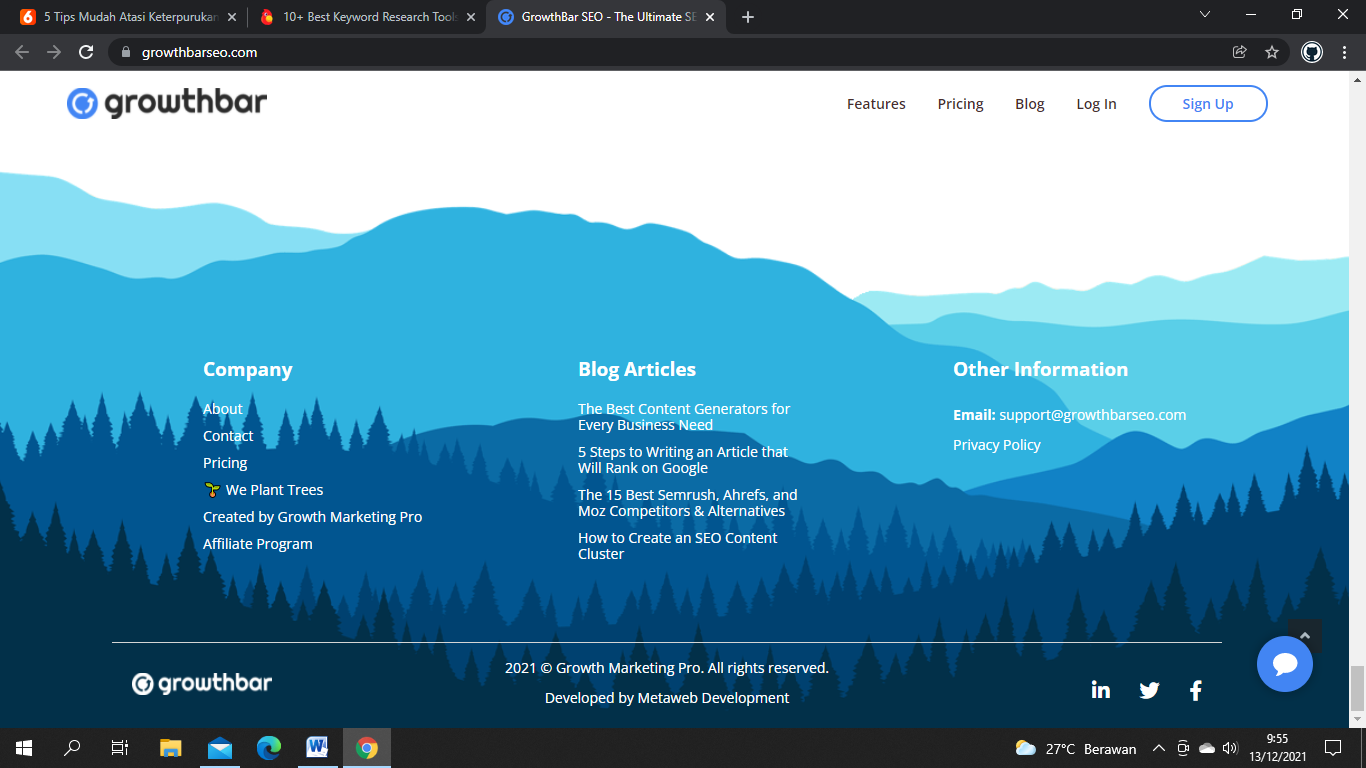 5 Tips Mudah Atasi Keterpurukan
10+ Best Keyword Research Tools
GrowthBar SEO - The Ultimate SE
growthbarseo.com
growthbar
Features Pricing Blog Log In Sign Up
Company
About
Contact
Pricing
We Plant Trees
Created by Growth Marketing Pro
Affiliate Program
Blog Articles
The Best Content Generators for
Every Business Need
5 Steps to Writing an Article that
Will Rank on Google
The 15 Best Semrush, Ahrefs, and
Moz Competitors & Alternatives
How to Create an SEO Content
Cluster
Other Information
Email: support@growthbarseo.com
Privacy Policy
growthbar
2021 © Growth Marketing Pro. All rights reserved.
Developed by Metaweb Development
27°C Berawan
9:55
13/12/2021